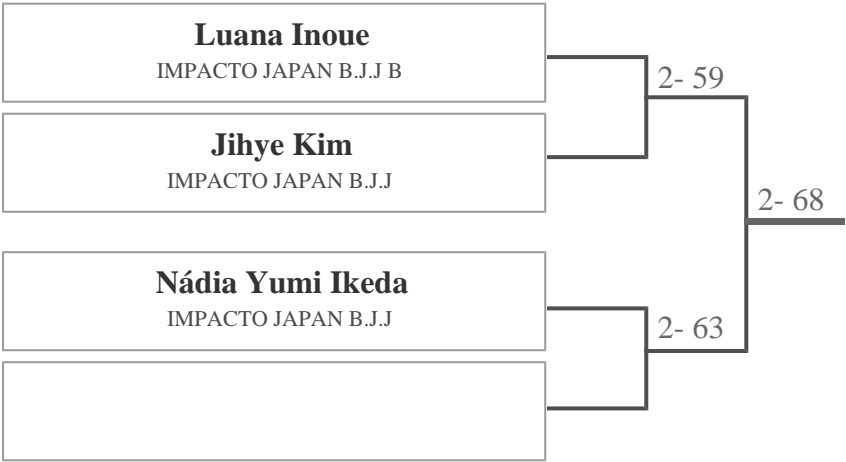 Luana Inoue
IMPACTO JAPAN B.J.J B
2- 59
Jihye Kim
IMPACTO JAPAN B.J.J
2- 68
Nádia Yumi Ikeda
IMPACTO JAPAN B.J.J
2- 63